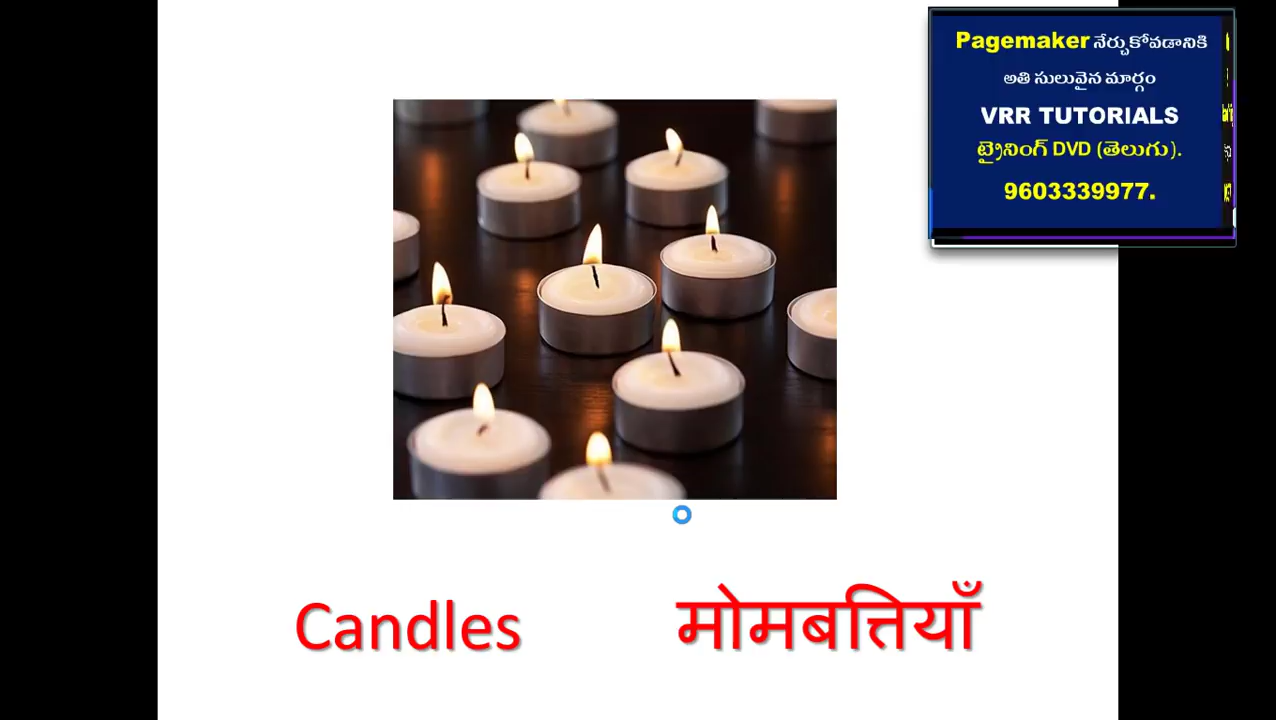 Pagemaker నేర్చుకోవడానికి
అతి సులువైన మార్గం
VRR TUTORIALS
ట్రైనింగ్ DVD (తెలుగు).
9603339977.
Candles मोमबत्तियाँ